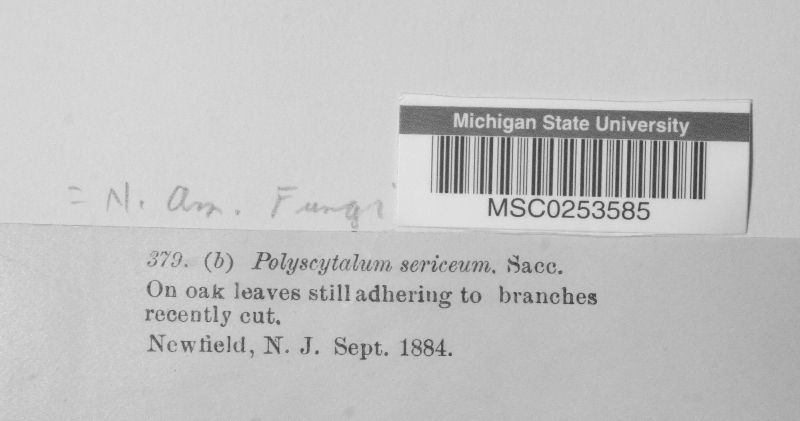 Michigan State University
MSC0253585
= N. Am. Fungi
379. (b) Polyscytalum sericeum. Sacc.
On oak leaves still adhering to branches
recently cut.
Newfield, N. J. Sept. 1884.